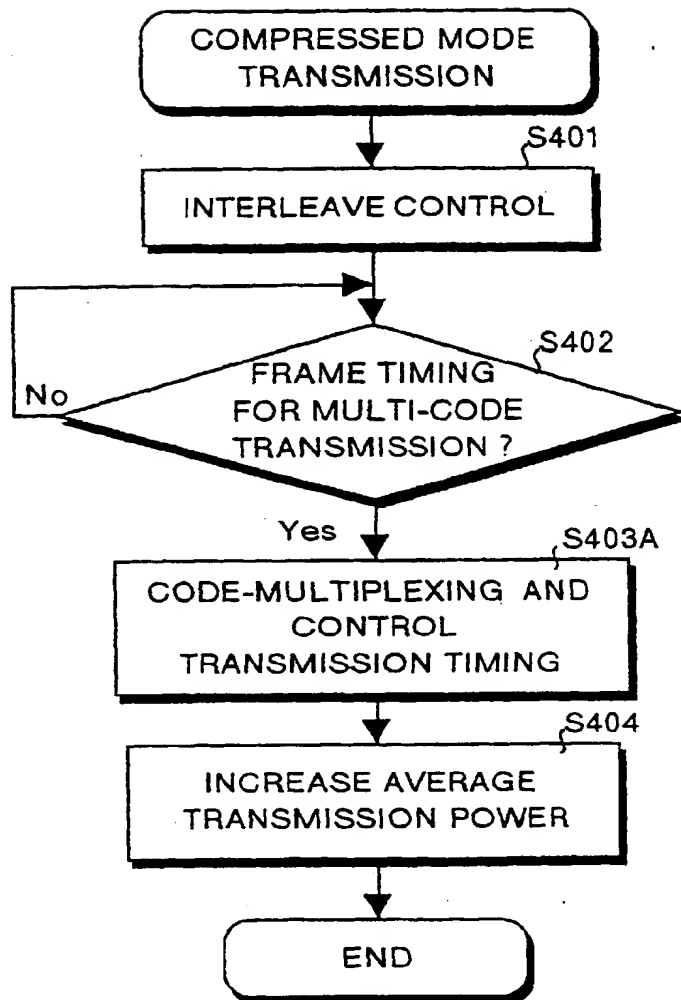 COMPRESSED MODE
TRANSMISSION
S401
INTERLEAVE CONTROL
S402
FRAME TIMING
FOR MULTI-CODE
TRANSMISSION ?
No
Yes
S403A
CODE-MULTIPLEXING AND
CONTROL
TRANSMISSION TIMING
S404
INCREASE AVERAGE
TRANSMISSION POWER
END